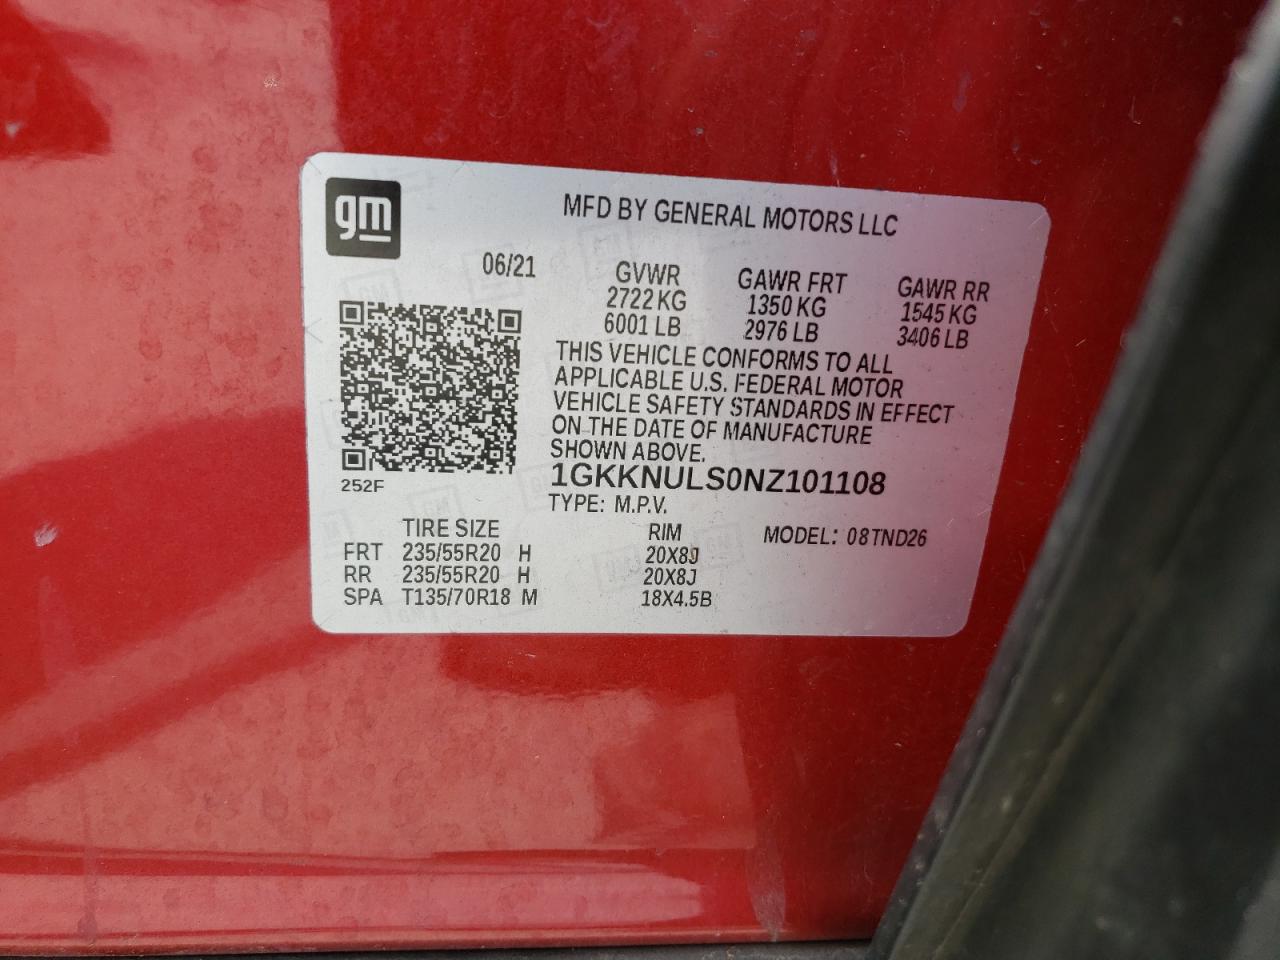 gm
MFD BY GENERAL MOTORS LLC
06/21
GVWR GAWR FRT GAWR RR
2722 KG 1350 KG 1545 KG
6001 LB 2976 LB 3406 LB
THIS VEHICLE CONFORMS TO ALL
APPLICABLE U.S. FEDERAL MOTOR
VEHICLE SAFETY STANDARDS IN EFFECT
ON THE DATE OF MANUFACTURE
SHOWN ABOVE.
1GKKNULS0NZ101108
252F
TYPE: M.P.V.
TIRE SIZE RIM MODEL: 08TND26
FRT 235/55R20 H 20X8J
RR 235/55R20 H 20X8J
SPA T135/70R18 M 18X4.5B